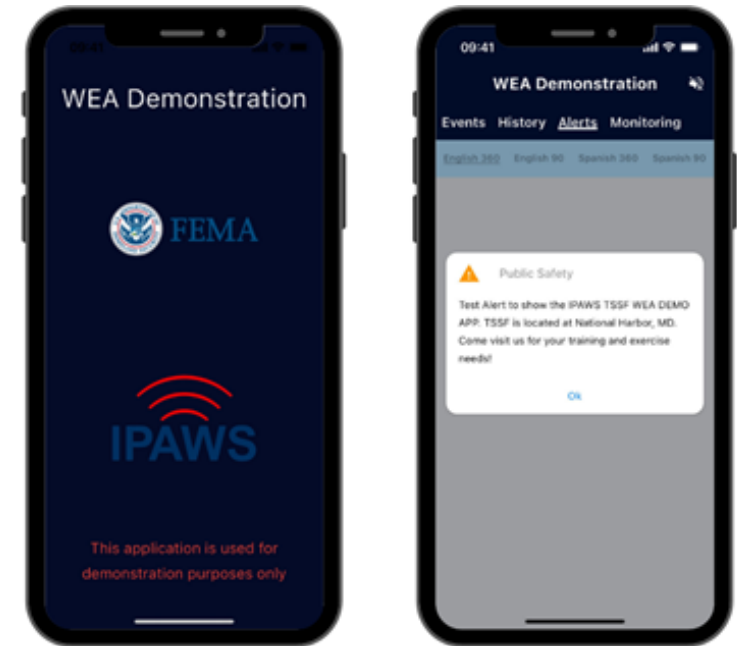 WEA Demonstration
FEMA
IPAWS
This application is used for
demonstration purposes only
09:41
WEA Demonstration
Events History Alerts Monitoring
English 360 English 90 Spanish 360 Spanish 90
Public Safety
Test Alert to show the IPAWS TSSF WEA DEMO
APP. TSSF is located at National Harbor, MD.
Come visit us for your training and exercise
needs!
Ok